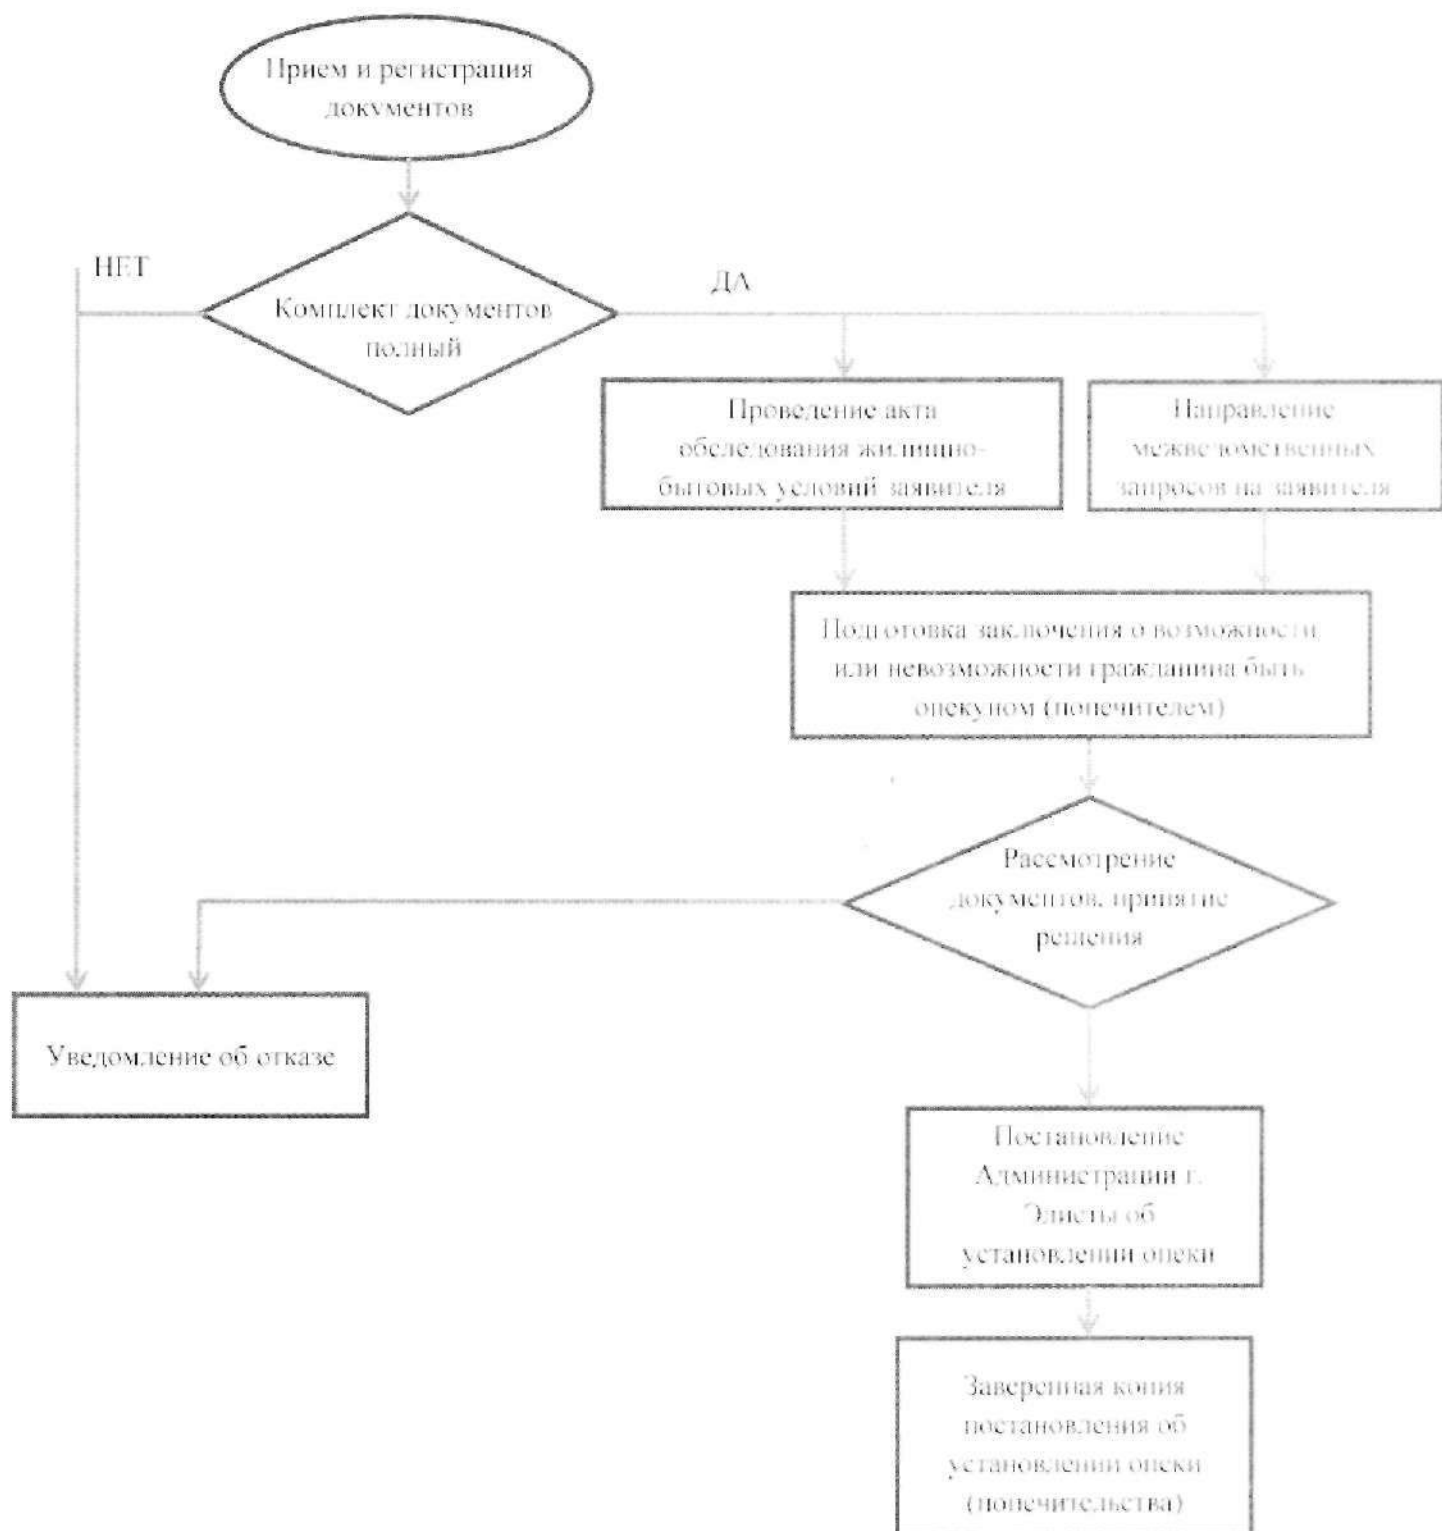 Прием и регистрация
документов
НЕТ
ДА
Комплект документов
полный
Проведение акта
обследования жилищно-
бытовых условий заявителя
Направление
межведомственных
запросов на заявителя
Подготовка заключения о возможности
или невозможности гражданина быть
опекуном (попечителем)
Рассмотрение
документов, принятие
решения
Уведомление об отказе
Постановление
Администрации г.
Элисты об
установлении опеки
Заверенная копия
постановления об
установлении опеки
(попечительства)